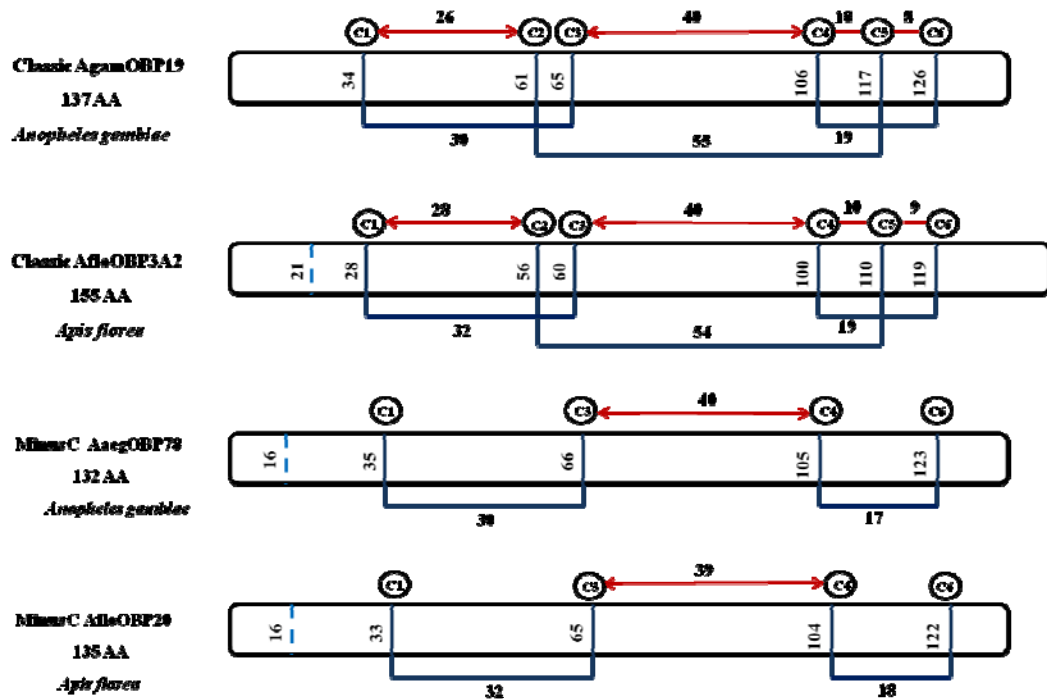 26 40 10 8
C1 C2 C3 C4 C5 C6
Classic AgamOBP19
137 AA
Anopheles gambiae
34 61 65 106 117 126
30 19
55
28 40 10 9
C1 C2 C3 C4 C5 C6
Classic AfloOBP3A2
155 AA
Apis florea
21 28 56 60 100 110 119
32 54 19
40
C1 C3 C4 C6
MinusC AaegOBP78
132 AA
Anopheles gambiae
16 35 66 105 123
30 17
39
C1 C3 C4 C6
MinusC AfloOBP20
135 AA
Apis florea
16 33 65 104 122
32 18